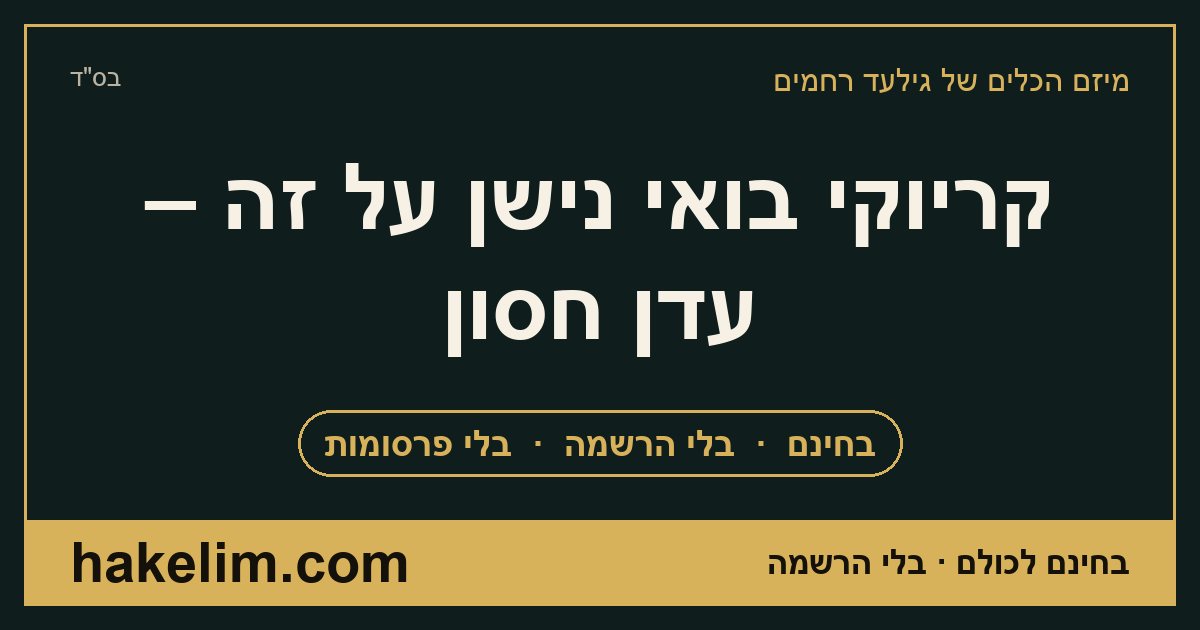 מיזם הכלים של גילעד רחמים
בס"ד
קריוקי בואי נישן על זה –
עדן חסון
בחינם · בלי הרשמה · בלי פרסומות
בחינם לכולם · בלי הרשמה
hakelim.com